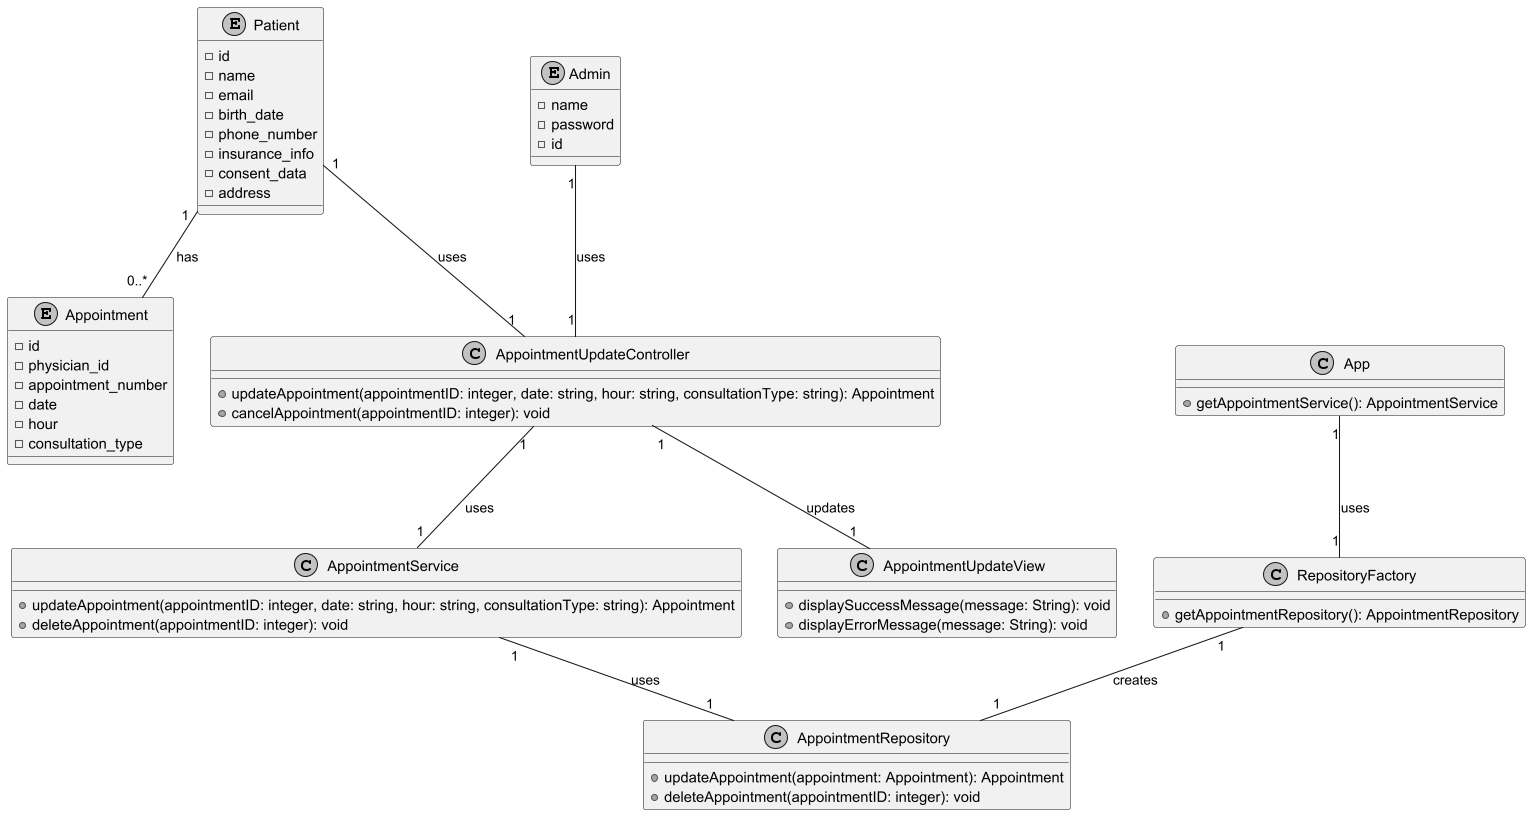 E Patient
id
name
email
birth_date
phone_number
insurance_info
consent_data
address
E Admin
name
password
id
1
1
1
has
uses
uses
0..*
1
1
E Appointment
id
physician_id
appointment_number
date
hour
consultation_type
C AppointmentUpdateController
updateAppointment(appointmentID: integer, date: string, hour: string, consultationType: string): Appointment
cancelAppointment(appointmentID: integer): void
C App
getAppointmentService(): AppointmentService
1
1
1
uses
updates
uses
1
1
1
C AppointmentService
updateAppointment(appointmentID: integer, date: string, hour: string, consultationType: string): Appointment
deleteAppointment(appointmentID: integer): void
C AppointmentUpdateView
displaySuccessMessage(message: String): void
displayErrorMessage(message: String): void
C RepositoryFactory
getAppointmentRepository(): AppointmentRepository
1
1
uses
creates
1
1
C AppointmentRepository
updateAppointment(appointment: Appointment): Appointment
deleteAppointment(appointmentID: integer): void